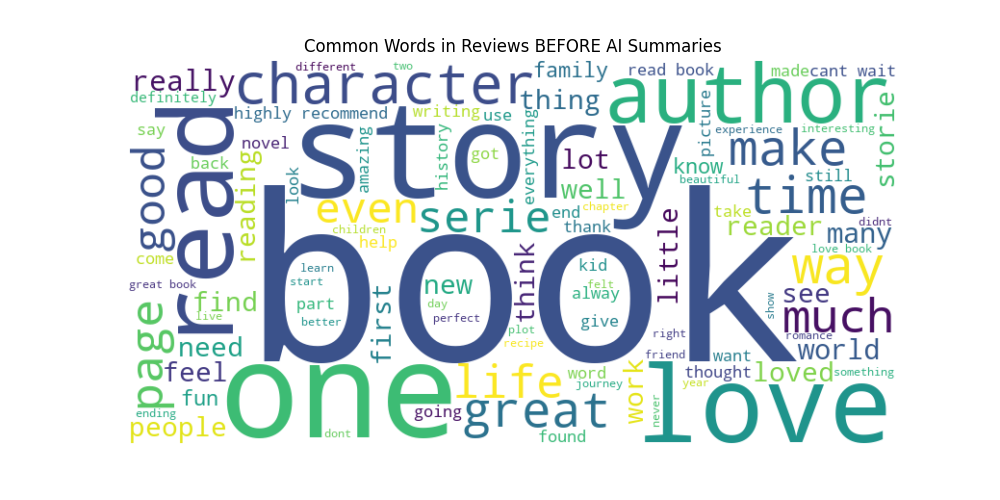 Common Words in Reviews BEFORE AI Summaries
different
two
family
read book
made
cant wait
really
character
thing
author
definitely
highly recommend
writing
use
picture
storie
say
novel
amazing
history
got
everything
story
lot
experience
interesting
make
back
good
read
reading
look
well
know
beautiful
still
time
even
serie
end
chapter
thank
take
reader
didnt
many
children
help
come
love book
book
little
think
kid
way
great book
learn
start
new
felt
alway
see
find
part
day
show
much
live
better
first
perfect
give
page
need
plot
recipe
right
romance
world
feel
friend
want
one
life
word
journey
thought
loved
something
fun
work
year
love
ending
going
great
never
people
dont
found